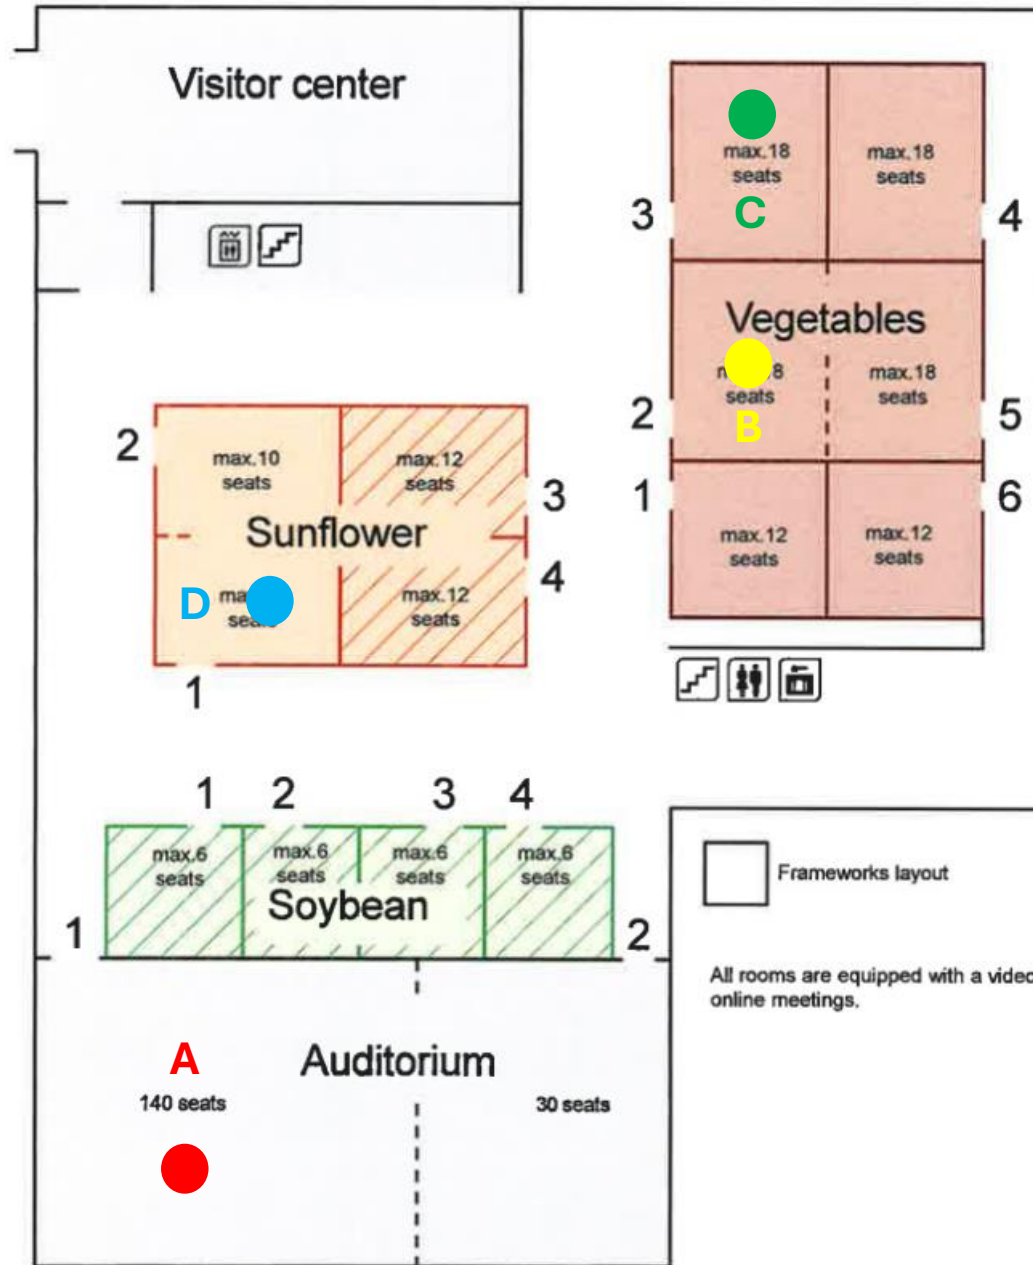 Visitor center
max.18
seats
C
max.18
seats
3
4
Vegetables
seats
B
max.18
seats
2
5
1
6
max.12
seats
max.12
seats
2
max.10
seats
max.12
seats
3
Sunflower
4
D
max.12
seats
1
1
2
3
4
max.6
seats
max.6
seats
max.6
seats
max.6
seats
Soybean
1
2
Frameworks layout
All rooms are equipped with a video
online meetings.
A
Auditorium
140 seats
30 seats